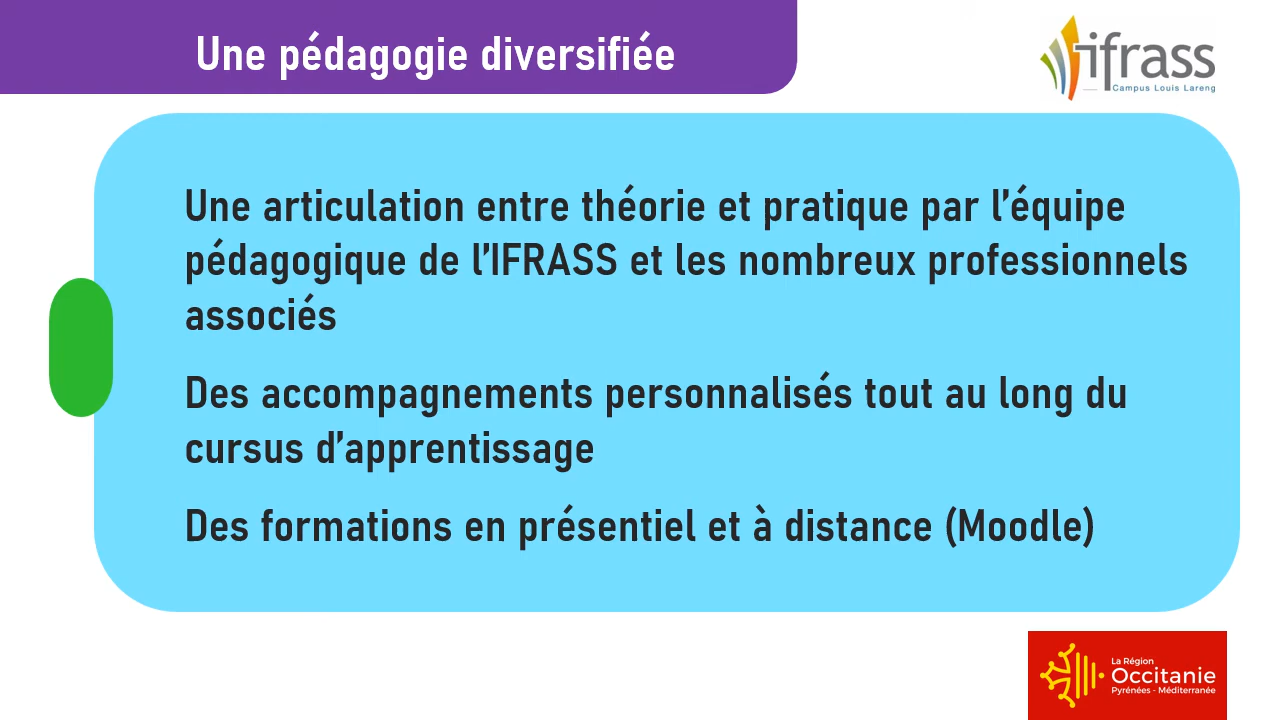 Une pédagogie diversifiée
ifrass
Campus Louis Lareng
Une articulation entre théorie et pratique par l’équipe
pédagogique de l’IFRASS et les nombreux professionnels
associés
Des accompagnements personnalisés tout au long du
cursus d’apprentissage
Des formations en présentiel et à distance (Moodle)
La Région
Occitanie
Pyrénées - Méditerranée